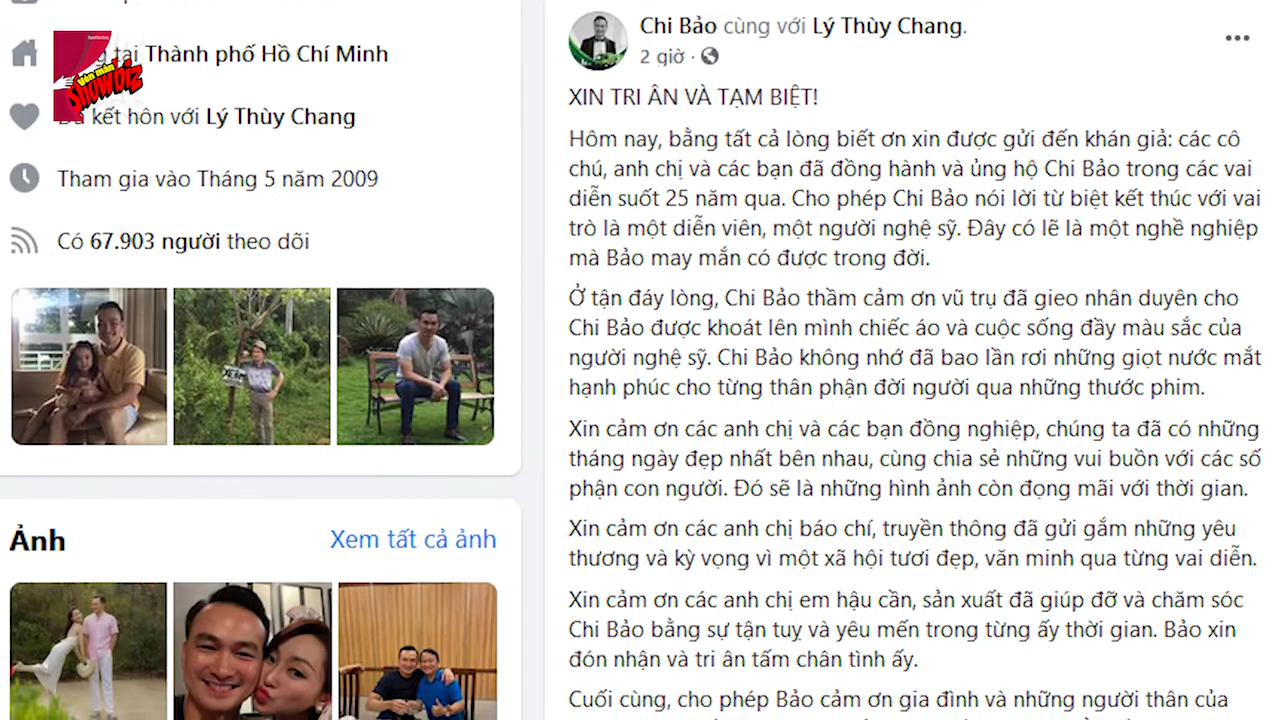 tại Thành phố Hồ Chí Minh
Vén màn
Showbiz
kết hôn với Lý Thùy Chang
Tham gia vào Tháng 5 năm 2009
Có 67.903 người theo dõi
Ảnh
Xem tất cả ảnh
Chi Bảo cùng với Lý Thùy Chang.
2 giờ ·
XIN TRI ÂN VÀ TẠM BIỆT!
Hôm nay, bằng tất cả lòng biết ơn xin được gửi đến khán giả: các cô
chú, anh chị và các bạn đã đồng hành và ủng hộ Chi Bảo trong các vai
diễn suốt 25 năm qua. Cho phép Chi Bảo nói lời từ biệt kết thúc với vai
trò là một diễn viên, một người nghệ sỹ. Đây có lẽ là một nghề nghiệp
mà Bảo may mắn có được trong đời.
Ở tận đáy lòng, Chi Bảo thầm cảm ơn vũ trụ đã gieo nhân duyên cho
Chi Bảo được khoát lên mình chiếc áo và cuộc sống đầy màu sắc của
người nghệ sỹ. Chi Bảo không nhớ đã bao lần rơi những giọt nước mắt
hạnh phúc cho từng thân phận đời người qua những thước phim.
Xin cảm ơn các anh chị và các bạn đồng nghiệp, chúng ta đã có những
tháng ngày đẹp nhất bên nhau, cùng chia sẻ những vui buồn với các số
phận con người. Đó sẽ là những hình ảnh còn đọng mãi với thời gian.
Xin cảm ơn các anh chị báo chí, truyền thông đã gửi gắm những yêu
thương và kỳ vọng vì một xã hội tươi đẹp, văn minh qua từng vai diễn.
Xin cảm ơn các anh chị em hậu cần, sản xuất đã giúp đỡ và chăm sóc
Chi Bảo bằng sự tận tuỵ và yêu mến trong từng ấy thời gian. Bảo xin
đón nhận và tri ân tấm chân tình ấy.
Cuối cùng, cho phép Bảo cảm ơn gia đình và những người thân của